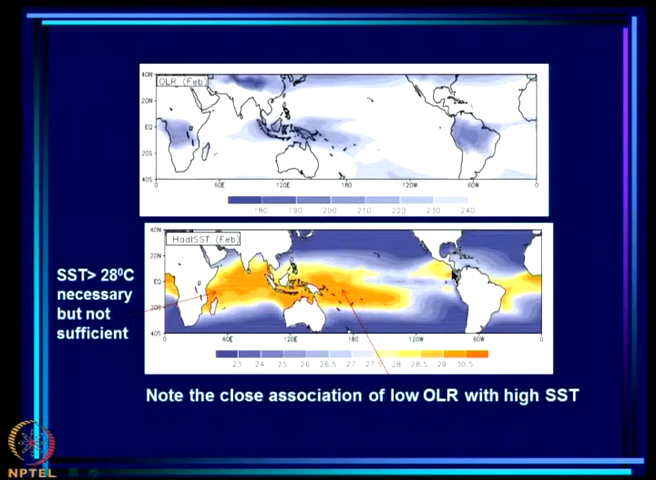 OLR (Feb)
40N
20N
EQ
20S
40S
0 60E 120E 180 120W 60W 0
180 190 200 210 220 230 240
HadISST (Feb)
40N
20N
EQ
20S
40S
0 60E 120E 180 120W 60W 0
23 24 25 26 26.5 27 27.5 28 28.5 29 30.5
SST> 28⁰C
necessary
but not
sufficient
Note the close association of low OLR with high SST
NPTEL